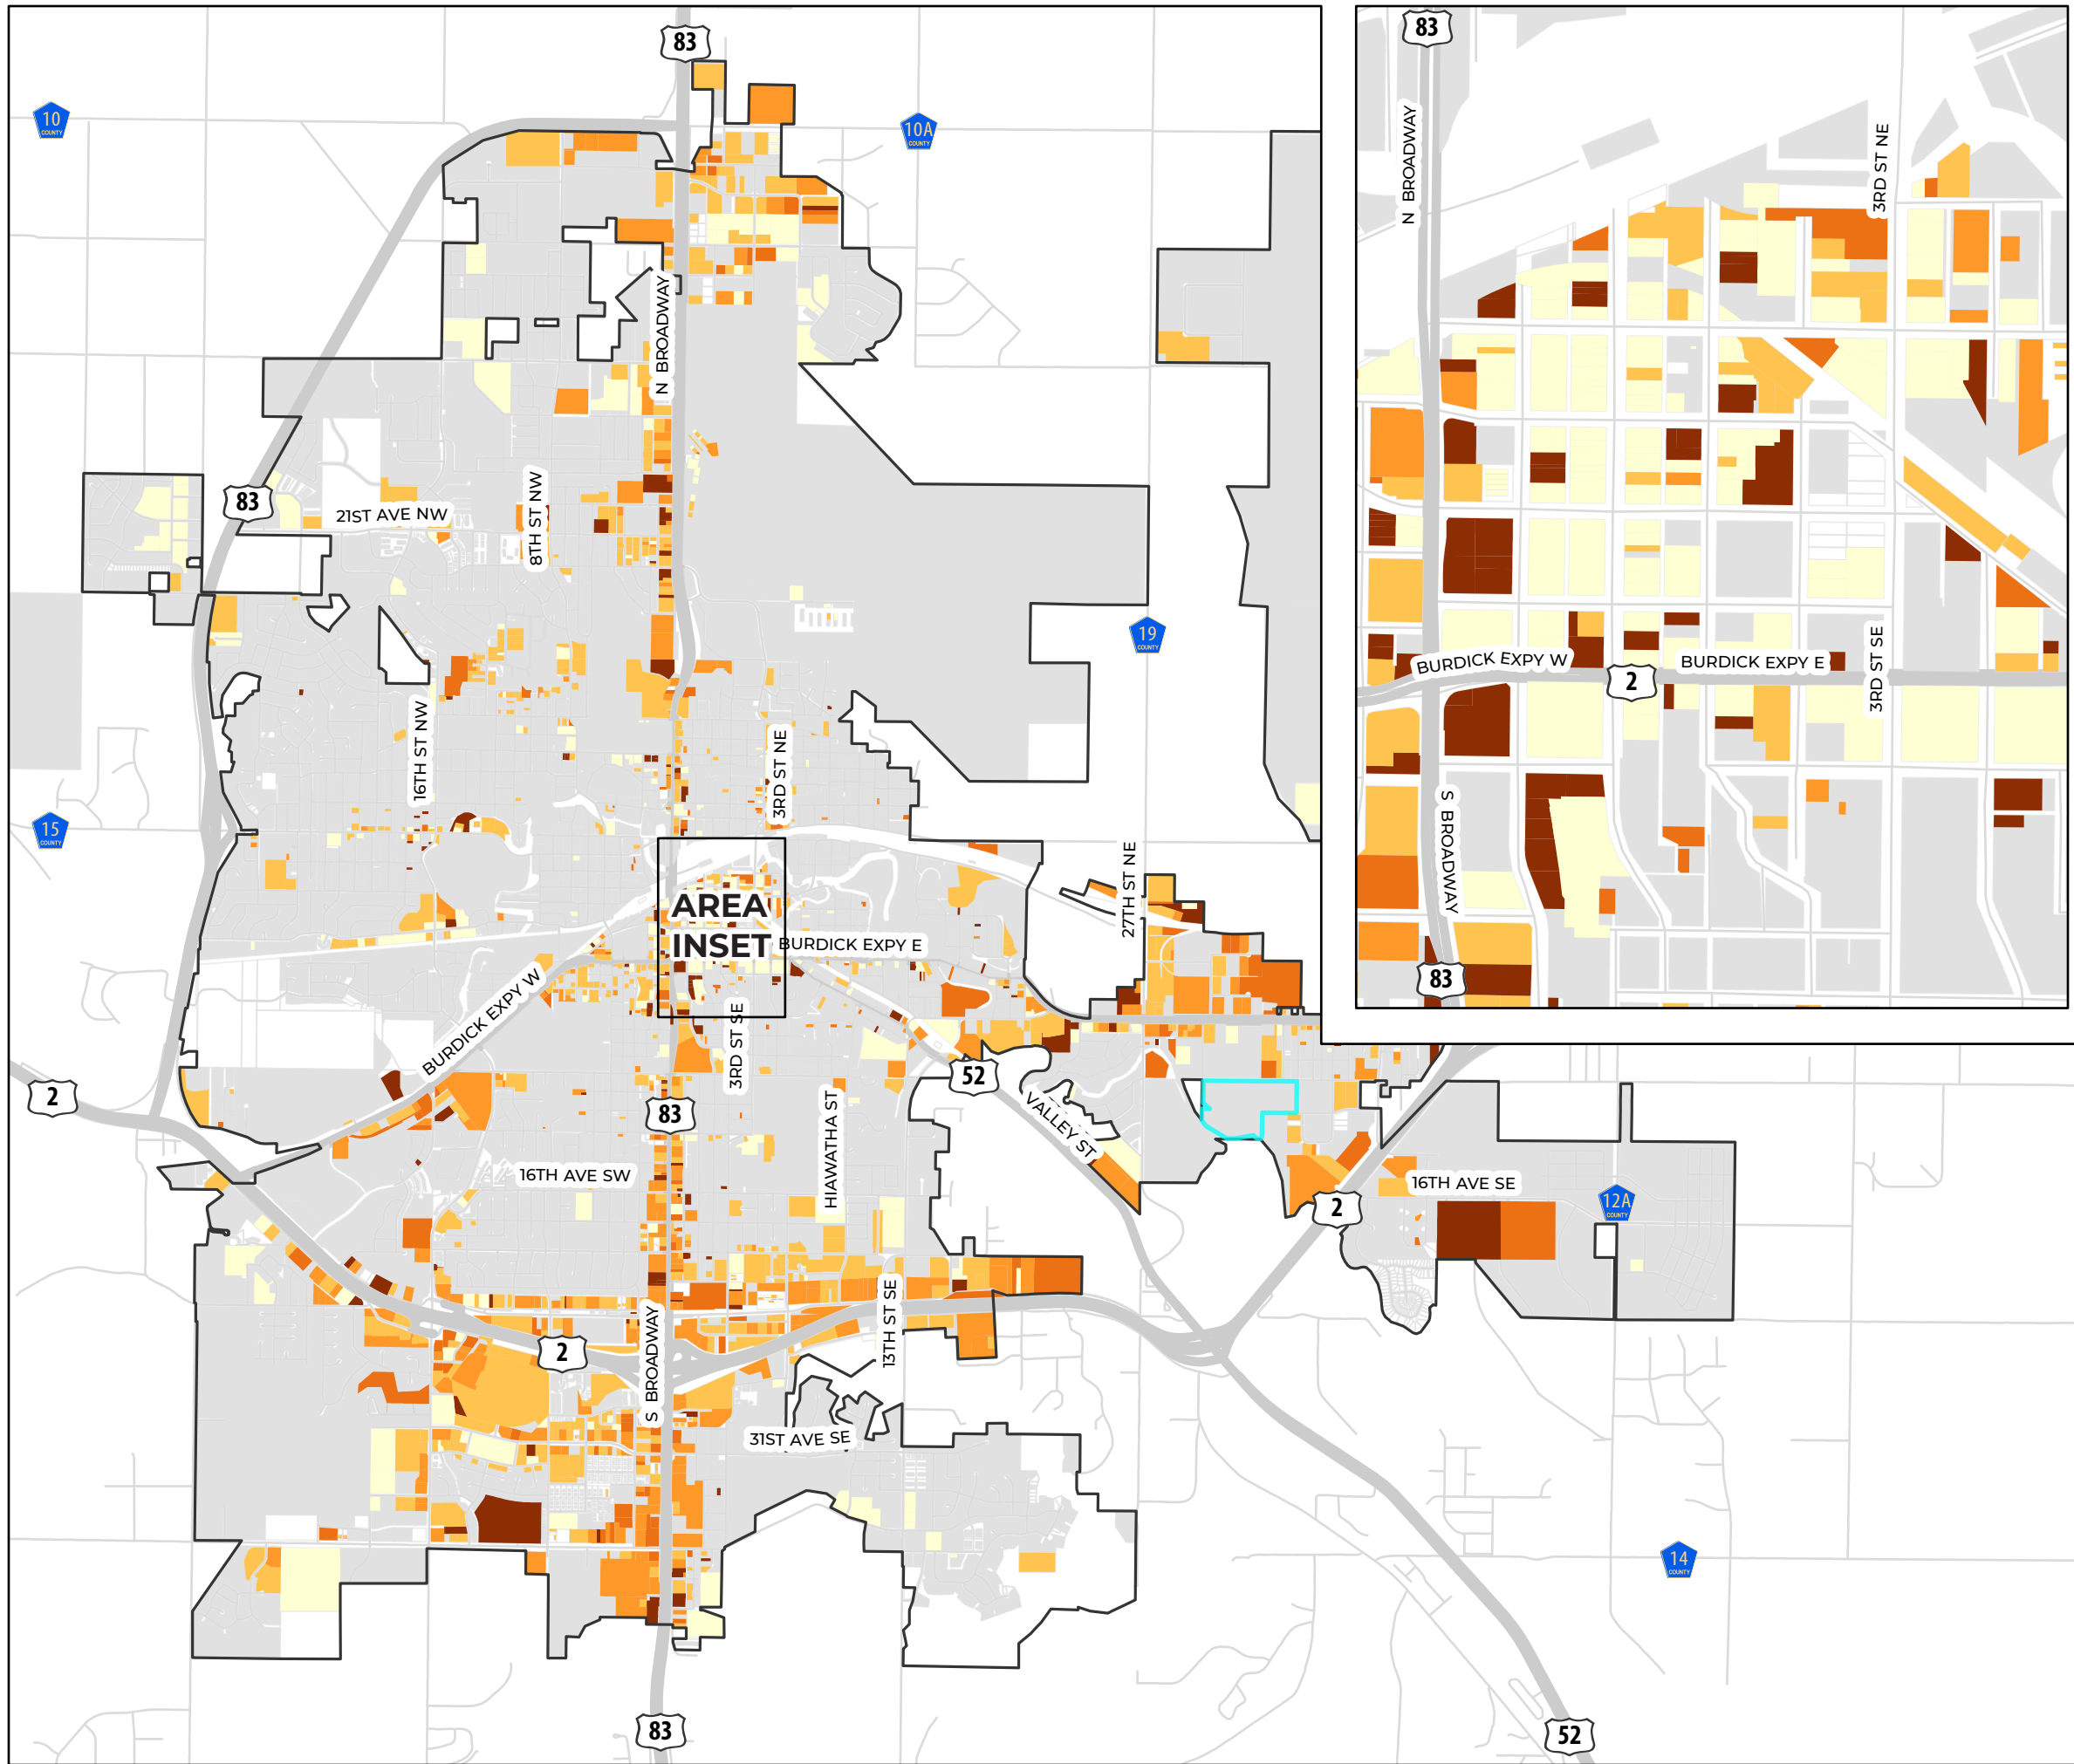 83
10
COUNTY
10A
COUNTY
N BROADWAY
83
21ST AVE NW
8TH ST NW
19
COUNTY
16TH ST NW
3RD ST NE
15
COUNTY
27TH ST NE
AREA
INSET
BURDICK EXPY E
BURDICK EXPY W
3RD ST SE
52
2
83
HIAWATHA ST
VALLEY ST
16TH AVE SW
16TH AVE SE
2
12A
COUNTY
13TH ST SE
2
S BROADWAY
31ST AVE SE
14
COUNTY
83
52
83
N BROADWAY
3RD ST NE
BURDICK EXPY W
2
BURDICK EXPY E
3RD ST SE
S BROADWAY
83